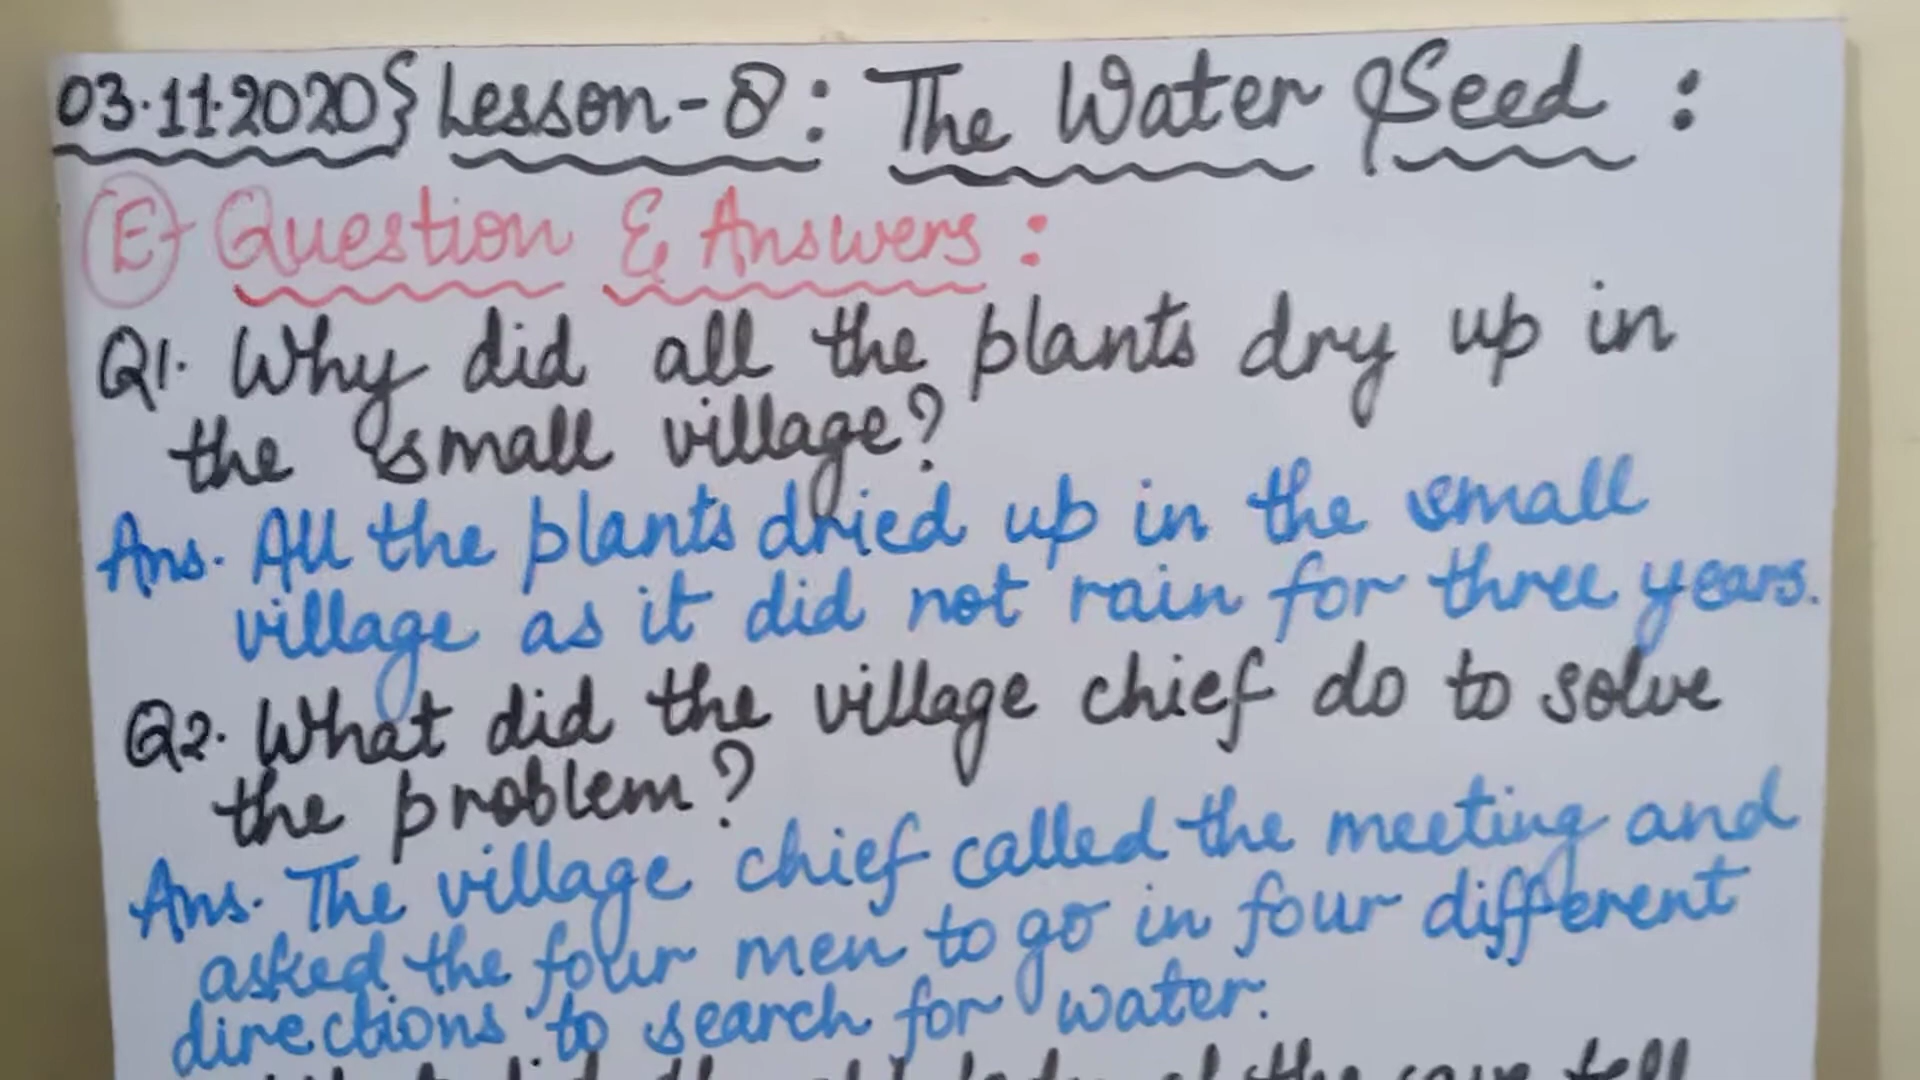 03.11.2020} Lesson-8: The Water Seed :
E- Question & Answers :
Q1. Why did all the plants dry up in
the small village?
Ans. All the plants dried up in the small
village as it did not rain for three years.
Q2. What did the village chief do to solve
the problem?
Ans. The village chief called the meeting and
asked the four men to go in four different
directions to search for water.
the cave tell